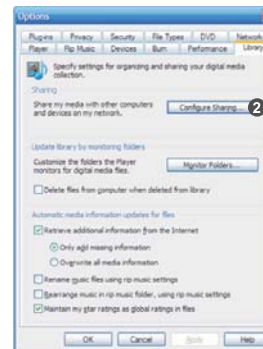 Options
Plug-ins Privacy Security File Types DVD Network
Player Rip Music Devices Burn Performance Library
Specify settings for organizing and sharing your digital media
collection.
Sharing
Share my media with other computers
and devices on my network.
Configure Sharing...
2
Update library by monitoring folders
Customize the folders the Player
monitors for digital media files.
Monitor Folders...
Delete files from computer when deleted from library
Automatic media information updates for files
Retrieve additional information from the Internet
Only add missing information
Overwrite all media information
Rename music files using rip music settings
Rearrange music in rip music folder, using rip music settings
Maintain my star ratings as global ratings in files
OK Cancel Apply Help